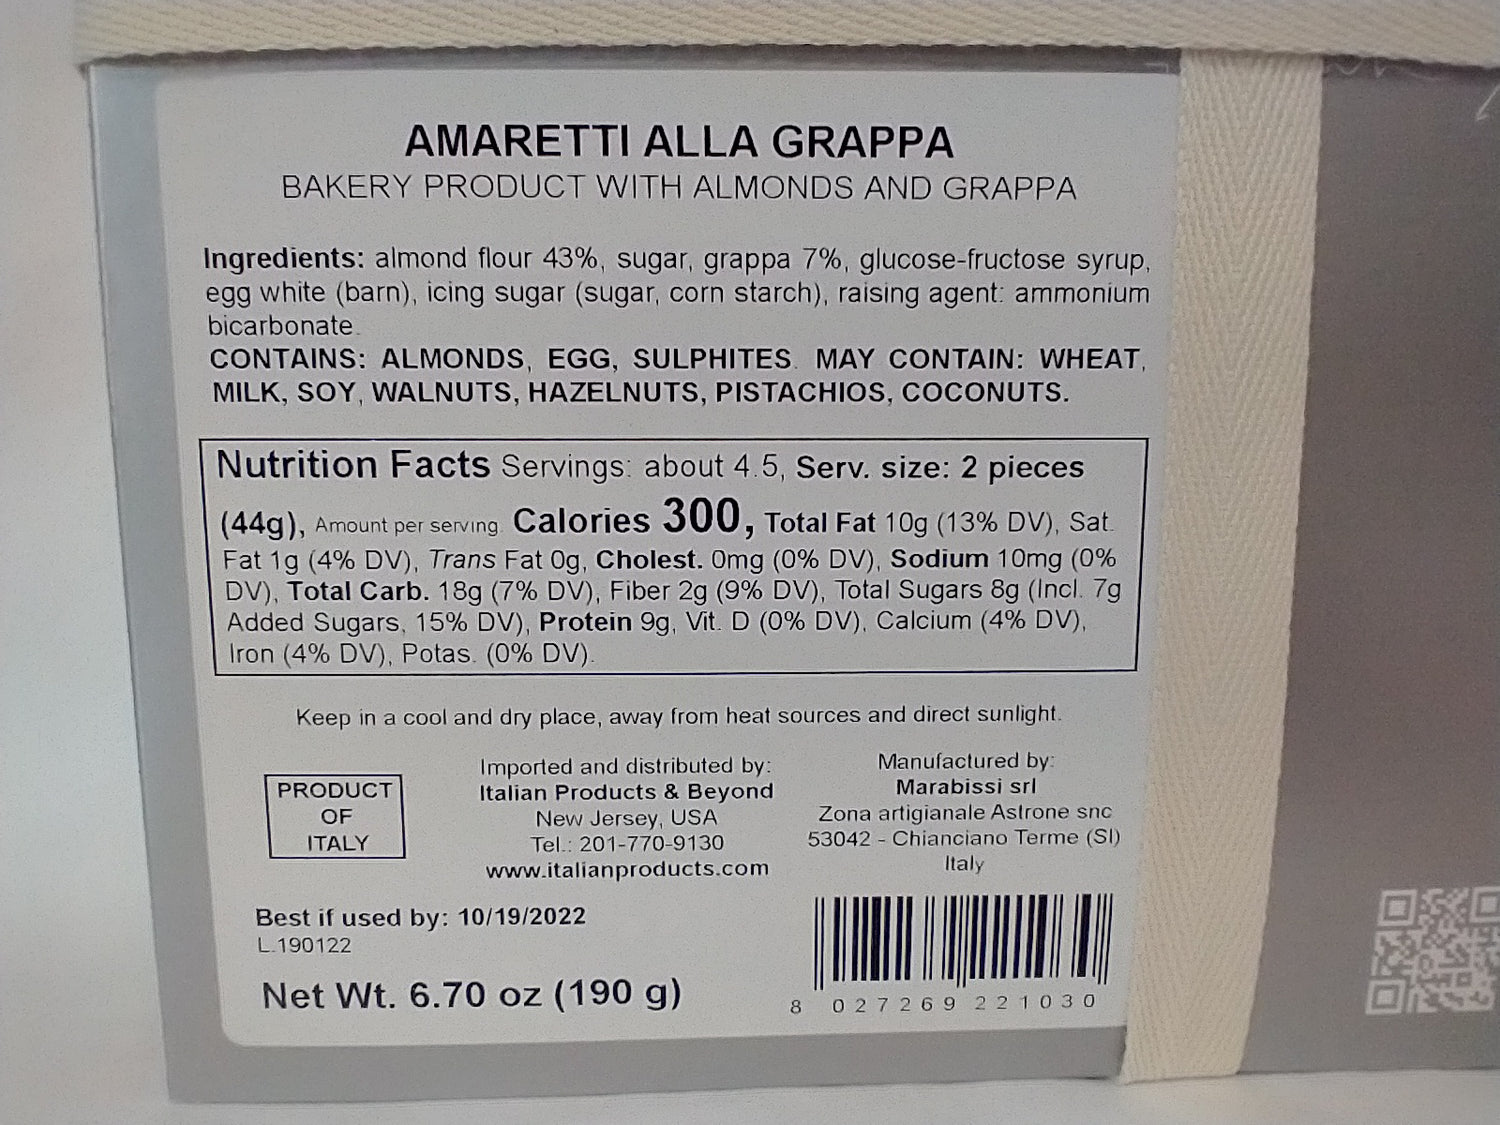 AMARETTI ALLA GRAPPA
BAKERY PRODUCT WITH ALMONDS AND GRAPPA
Ingredients: almond flour 43%, sugar, grappa 7%, glucose-fructose syrup,
egg white (barn), icing sugar (sugar, corn starch), raising agent: ammonium
bicarbonate.
CONTAINS: ALMONDS, EGG, SULPHITES. MAY CONTAIN: WHEAT,
MILK, SOY, WALNUTS, HAZELNUTS, PISTACHIOS, COCONUTS.
Nutrition Facts Servings: about 4.5, Serv. size: 2 pieces
(44g), Amount per serving. Calories 300, Total Fat 10g (13% DV), Sat.
Fat 1g (4% DV), Trans Fat 0g, Cholest. 0mg (0% DV), Sodium 10mg (0%
DV), Total Carb. 18g (7% DV), Fiber 2g (9% DV), Total Sugars 8g (Incl. 7g
Added Sugars, 15% DV), Protein 9g, Vit. D (0% DV), Calcium (4% DV),
Iron (4% DV), Potas. (0% DV).
Keep in a cool and dry place, away from heat sources and direct sunlight.
PRODUCT
OF
ITALY
Imported and distributed by:
Italian Products & Beyond
New Jersey, USA
Tel.: 201-770-9130
www.italianproducts.com
Manufactured by:
Marabissi srl
Zona artigianale Astrone snc
53042 - Chianciano Terme (SI)
Italy
Best if used by: 10/19/2022
L.190122
Net Wt. 6.70 oz (190 g)
8 027269 221030